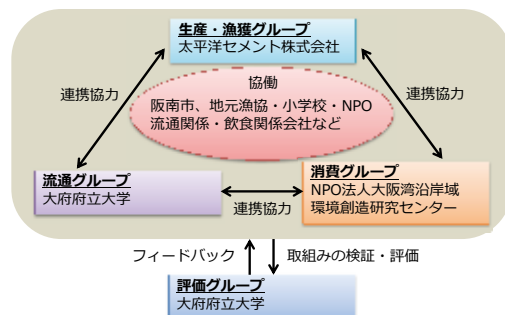 生産・漁獲グループ
太平洋セメント株式会社
協働
阪南市、地元漁協・小学校・NPO
流通関係・飲食関係会社など
連携協力
連携協力
流通グループ
大府府立大学
連携協力
消費グループ
NPO法人大阪湾沿岸域
環境創造研究センター
フィードバック
取組みの検証・評価
評価グループ
大府府立大学